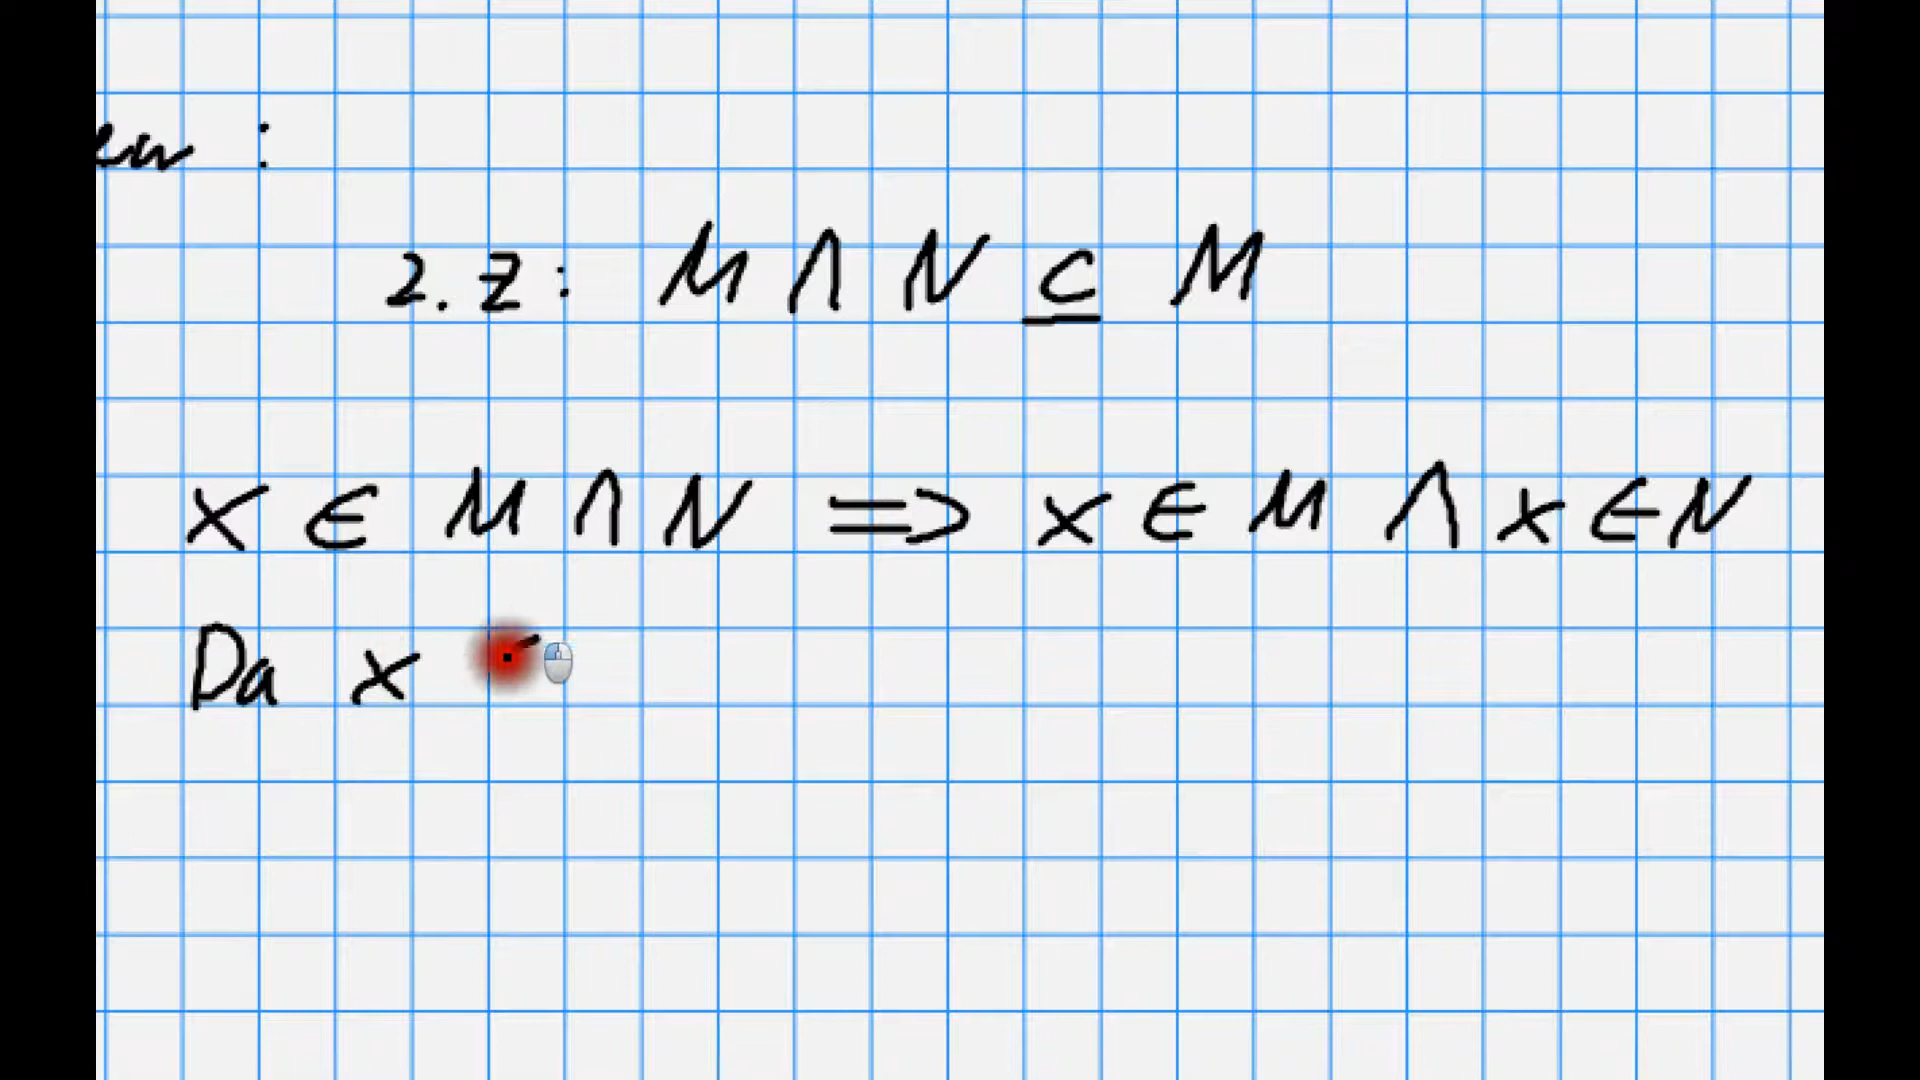 2.Z: M ∩ N ⊆ M
x ∈ M ∩ N => x ∈ M ∧ x ∈ N
Da x